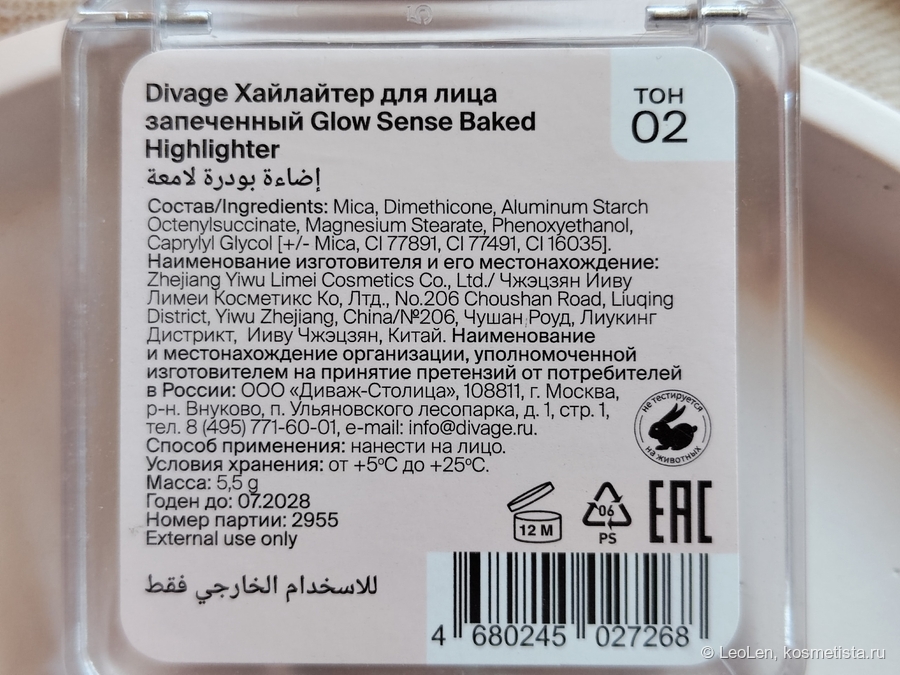 Divage Хайлайтер для лица
запеченный Glow Sense Baked
Highlighter
إضاءة بودرة لامعة
ТОН
02
Состав/Ingredients: Mica, Dimethicone, Aluminum Starch
Octenylsuccinate, Magnesium Stearate, Phenoxyethanol,
Caprylyl Glycol [+/- Mica, CI 77891, CI 77491, CI 16035].
Наименование изготовителя и его местонахождение:
Zhejiang Yiwu Limei Cosmetics Co., Ltd./ Чжэцзян Ииву
Лимеи Косметикс Ко, Лтд., No.206 Choushan Road, Liuqing
District, Yiwu Zhejiang, China/№206, Чушан Роуд, Лиукинг
Дистрикт, Ииву Чжэцзян, Китай. Наименование
и местонахождение организации, уполномоченной
изготовителем на принятие претензий от потребителей
в России: ООО «Диваж-Столица», 108811, г. Москва,
р-н. Внуково, п. Ульяновского лесопарка, д. 1, стр. 1,
тел. 8 (495) 771-60-01, e-mail: info@divage.ru.
Способ применения: нанести на лицо.
Условия хранения: от +5ºC до +25ºC.
Масса: 5,5 g
Годен до: 07.2028
Номер партии: 2955
External use only
للاسخدام الخارجي فقط
не тестируется
на животных
12 M
06
PS
EAC
4 680245 027268
© LeoLen, kosmetista.ru